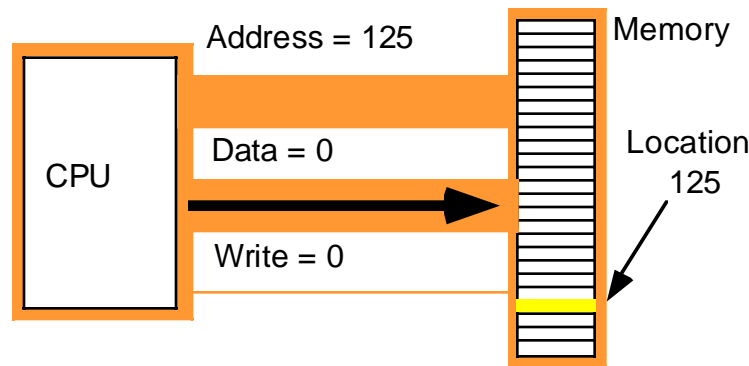 Address = 125
Memory
Data = 0
Location
125
CPU
Write = 0